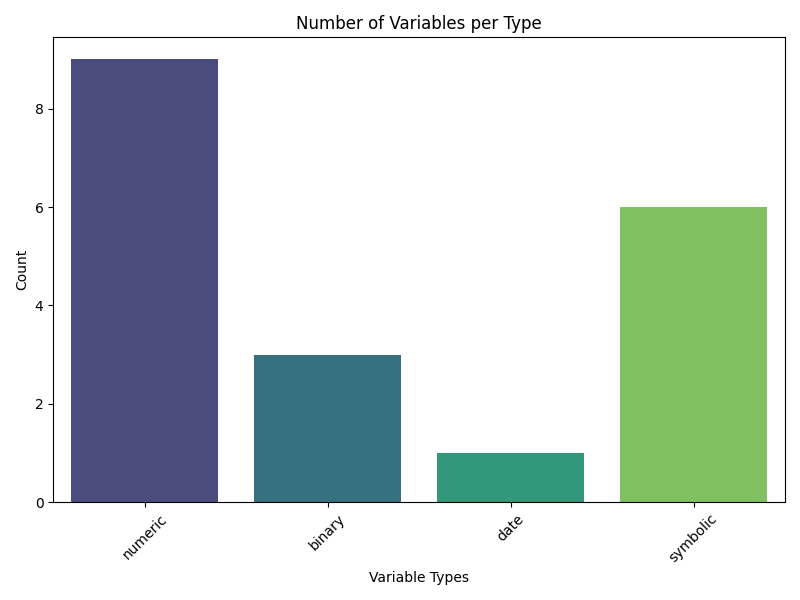 Number of Variables per Type
Count
8
6
4
2
0
numeric
binary
date
symbolic
Variable Types